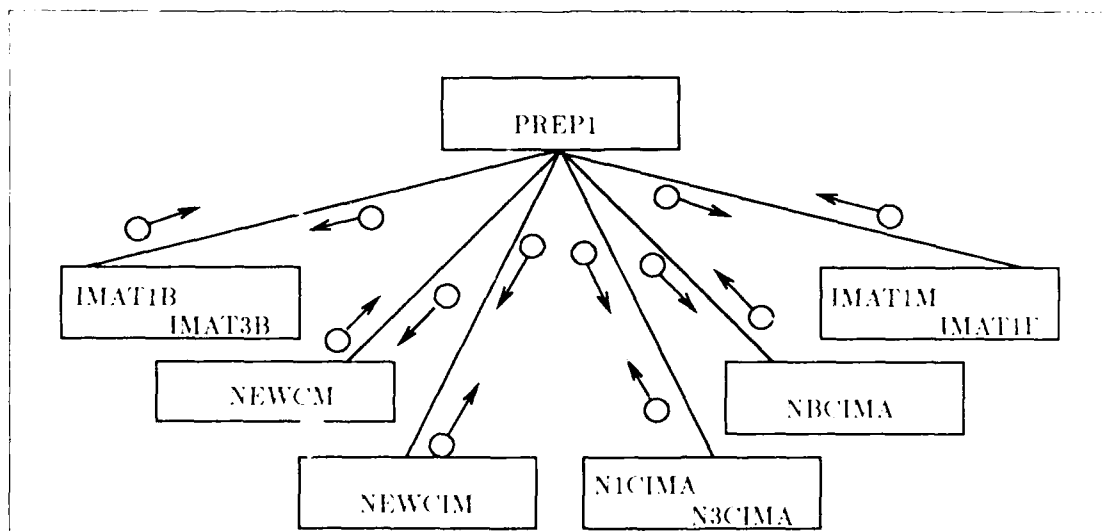 PREP1
IMAT1B
IMAT3B
IMAT1M
IMAT1F
NEWCM
NBCIMA
NEWCIM
N1CIMA
N3CIMA